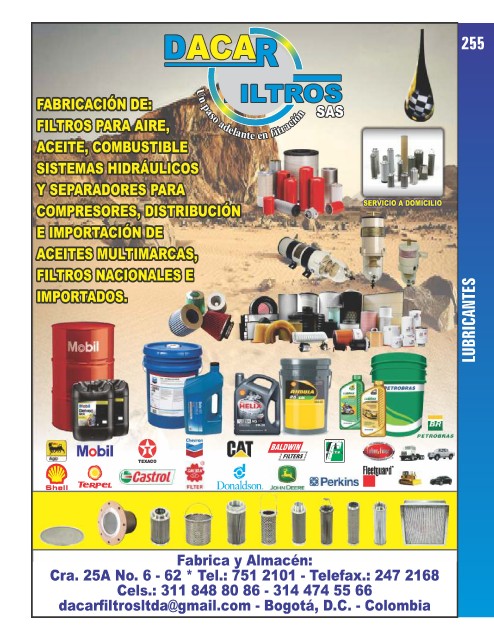 255
LUBRICANTES
DACAR
FILTROS
SAS
Un paso adelante en filtración
FABRICACIÓN DE:
FILTROS PARA AIRE,
ACEITE, COMBUSTIBLE
SISTEMAS HIDRÁULICOS
Y SEPARADORES PARA
COMPRESORES, DISTRIBUCIÓN
E IMPORTACIÓN DE
ACEITES MULTIMARCAS,
FILTROS NACIONALES E
IMPORTADOS.
SERVICIO A DOMICILIO
Mobil
Mobil
HELIX
RIMULA
PETROBRAS
BR
PETROBRAS
Agip
Mobil
TEXACO
Chevron
CAT
BALDWIN
FILTERS
Shell
TERPEL
Castrol
FILTER
Donaldson.
JOHN DEERE
Perkins
Fleetguard
Fabrica y Almacén:
Cra. 25A No. 6 - 62 * Tel.: 751 2101 - Telefax.: 247 2168
Cels.: 311 848 80 86 - 314 474 55 66
dacarfiltrosltda@gmail.com - Bogotá, D.C. - Colombia